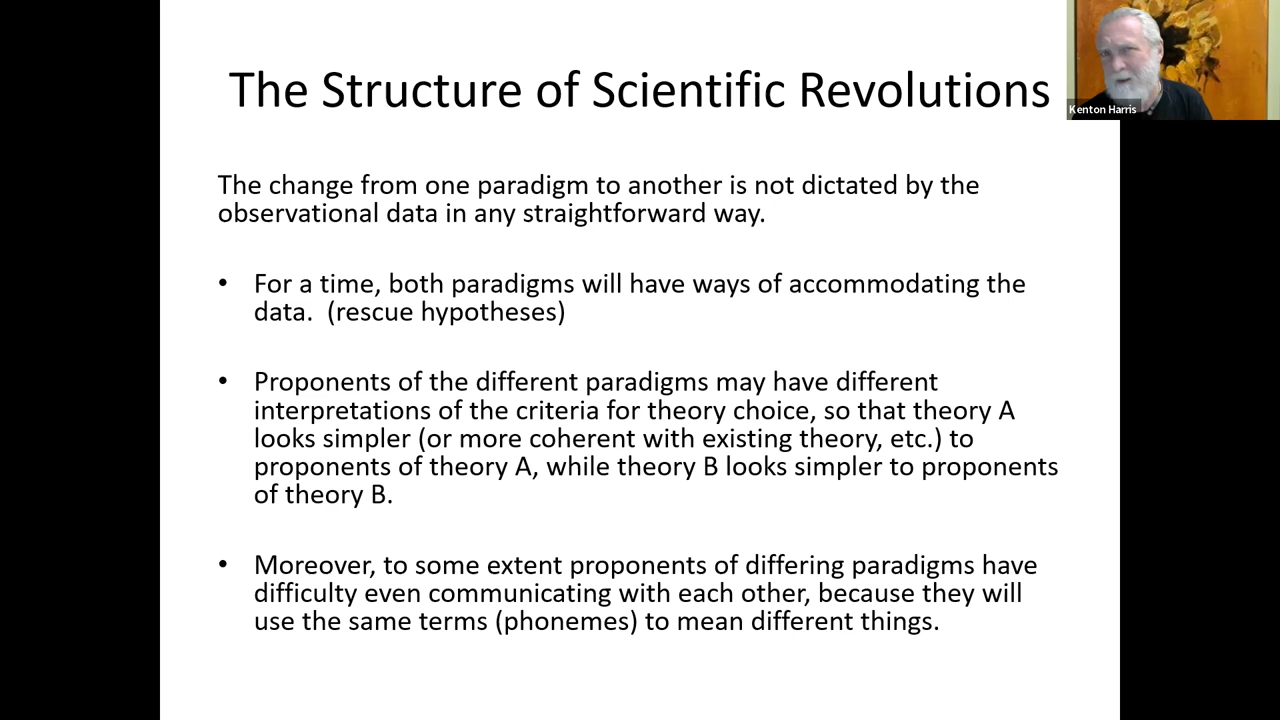 The Structure of Scientific Revolutions
Kenton Harris
The change from one paradigm to another is not dictated by the
observational data in any straightforward way.
• For a time, both paradigms will have ways of accommodating the
data.  (rescue hypotheses)
• Proponents of the different paradigms may have different
interpretations of the criteria for theory choice, so that theory A
looks simpler (or more coherent with existing theory, etc.) to
proponents of theory A, while theory B looks simpler to proponents
of theory B.
• Moreover, to some extent proponents of differing paradigms have
difficulty even communicating with each other, because they will
use the same terms (phonemes) to mean different things.